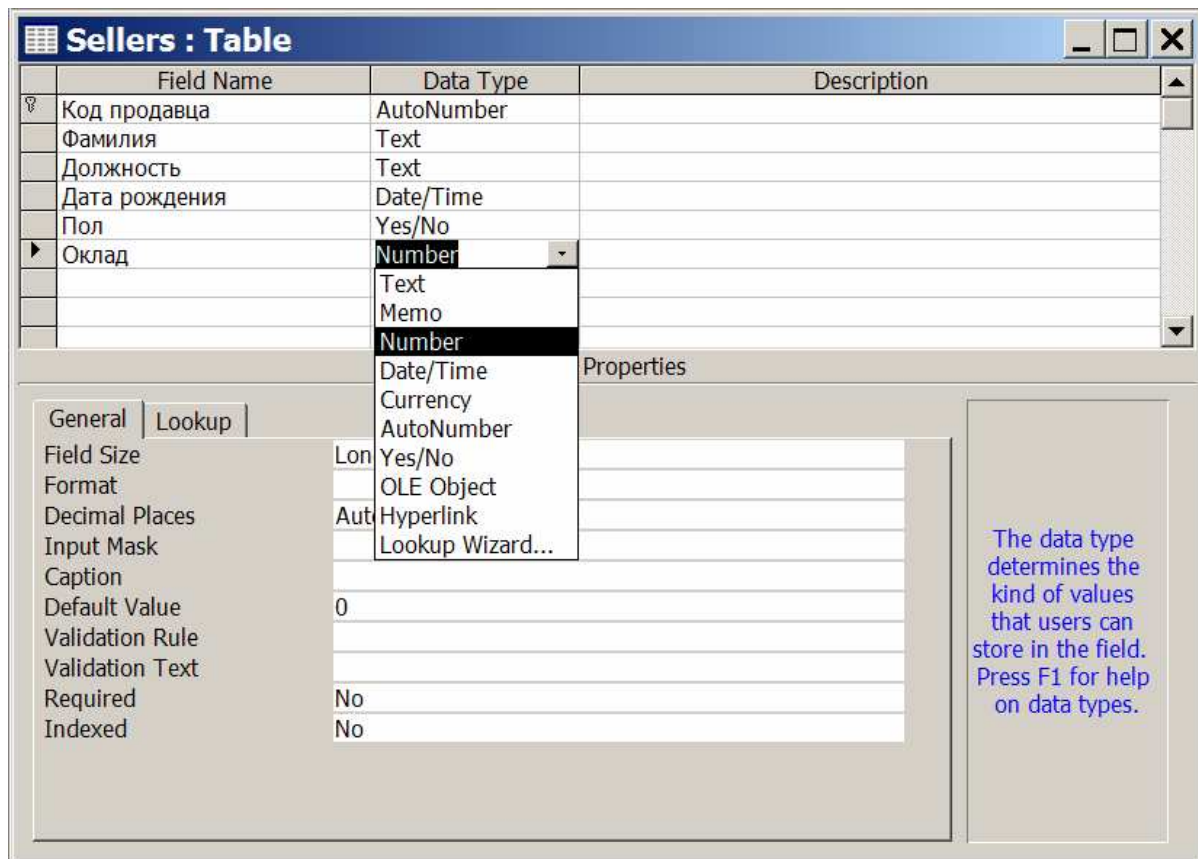 Sellers : Table
Field Name Data Type Description
Код продавца AutoNumber
Фамилия Text
Должность Text
Дата рождения Date/Time
Пол Yes/No
Оклад Number
Text
Memo
Number
Date/Time
Currency
AutoNumber
Yes/No
OLE Object
Hyperlink
Lookup Wizard...
Properties
General Lookup
Field Size Lon
Format
Decimal Places Aut
Input Mask
Caption
Default Value 0
Validation Rule
Validation Text
Required No
Indexed No
The data type
determines the
kind of values
that users can
store in the field.
Press F1 for help
on data types.